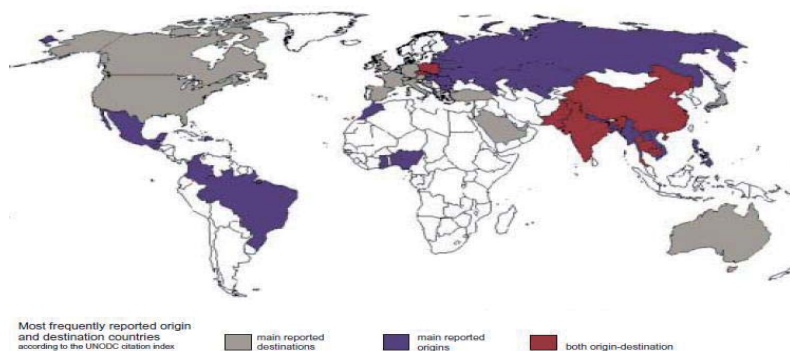 Most frequently reported origin
and destination countries
according to the UNODC citation index
main reported
destinations
main reported
origins
both origin-destination